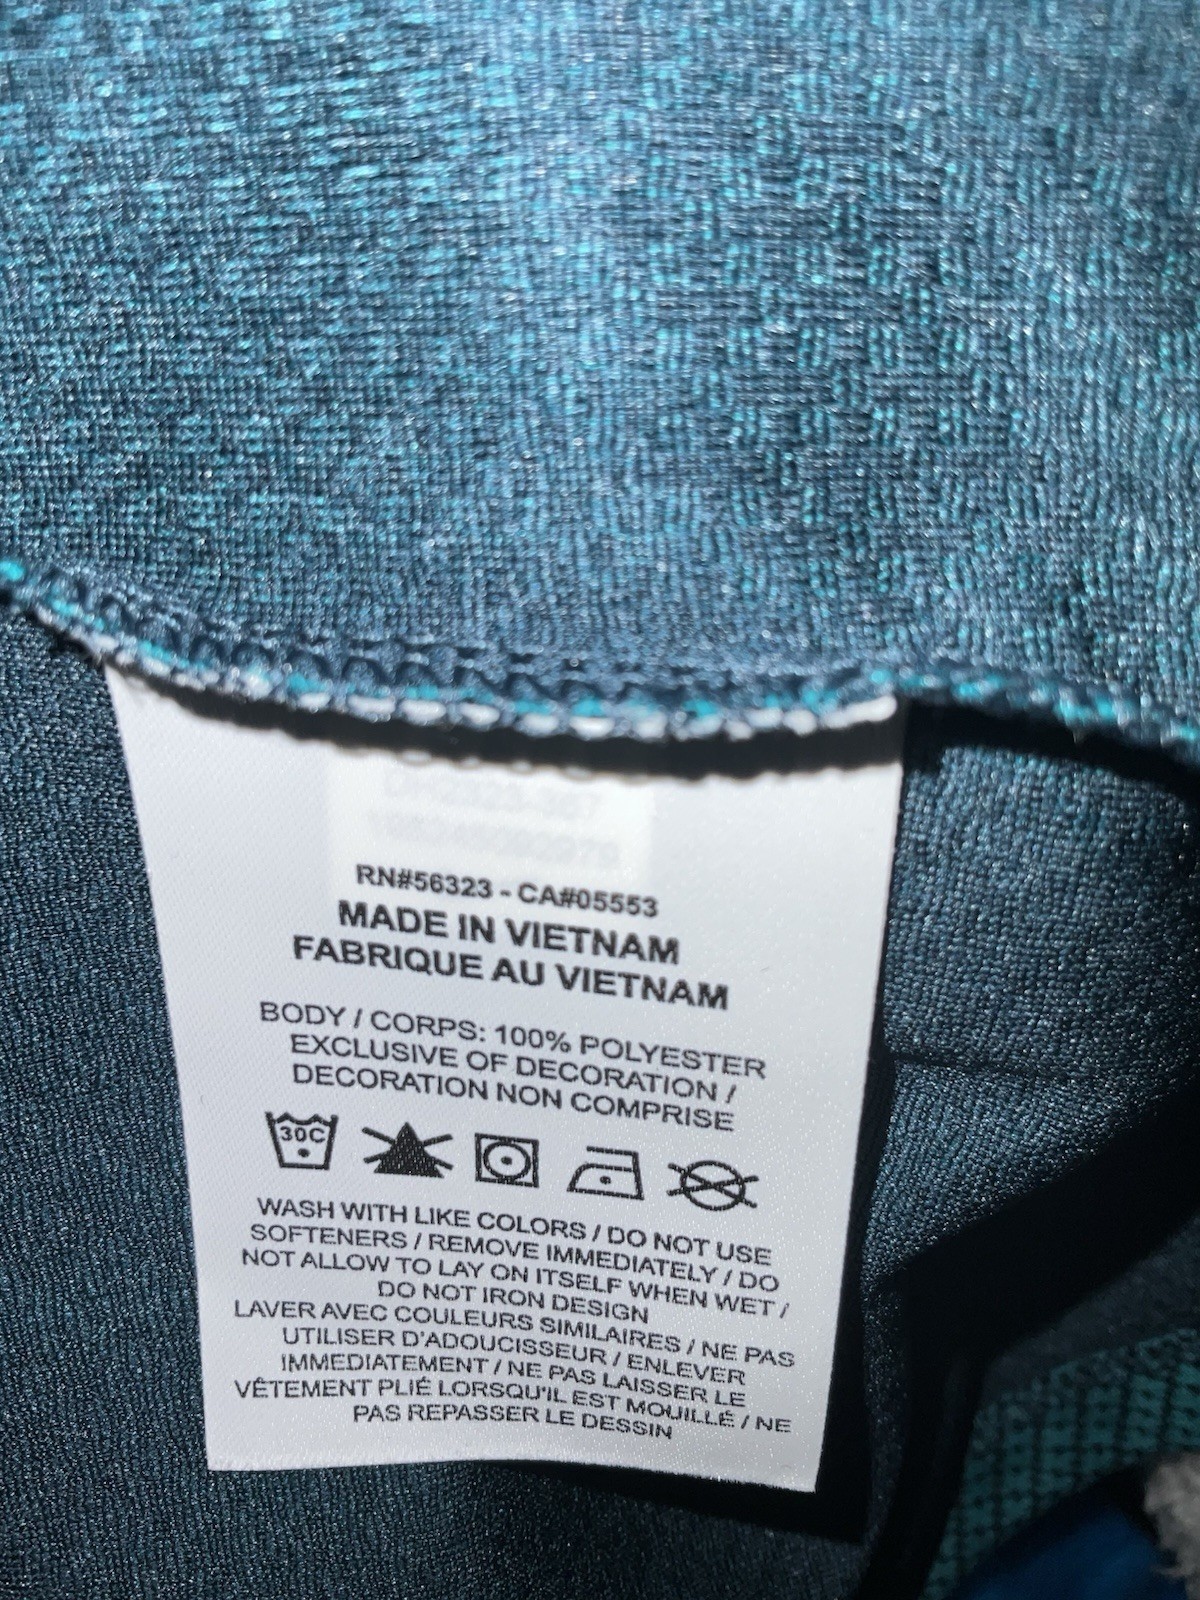 RN#56323 - CA#05553
MADE IN VIETNAM
FABRIQUE AU VIETNAM
BODY / CORPS: 100% POLYESTER
EXCLUSIVE OF DECORATION /
DECORATION NON COMPRISE
30C
WASH WITH LIKE COLORS / DO NOT USE
SOFTENERS / REMOVE IMMEDIATELY / DO
NOT ALLOW TO LAY ON ITSELF WHEN WET /
DO NOT IRON DESIGN
LAVER AVEC COULEURS SIMILAIRES / NE PAS
UTILISER D'ADOUCISSEUR / ENLEVER
IMMEDIATEMENT / NE PAS LAISSER LE
VÊTEMENT PLIÉ LORSQU'IL EST MOUILLÉ / NE
PAS REPASSER LE DESSIN